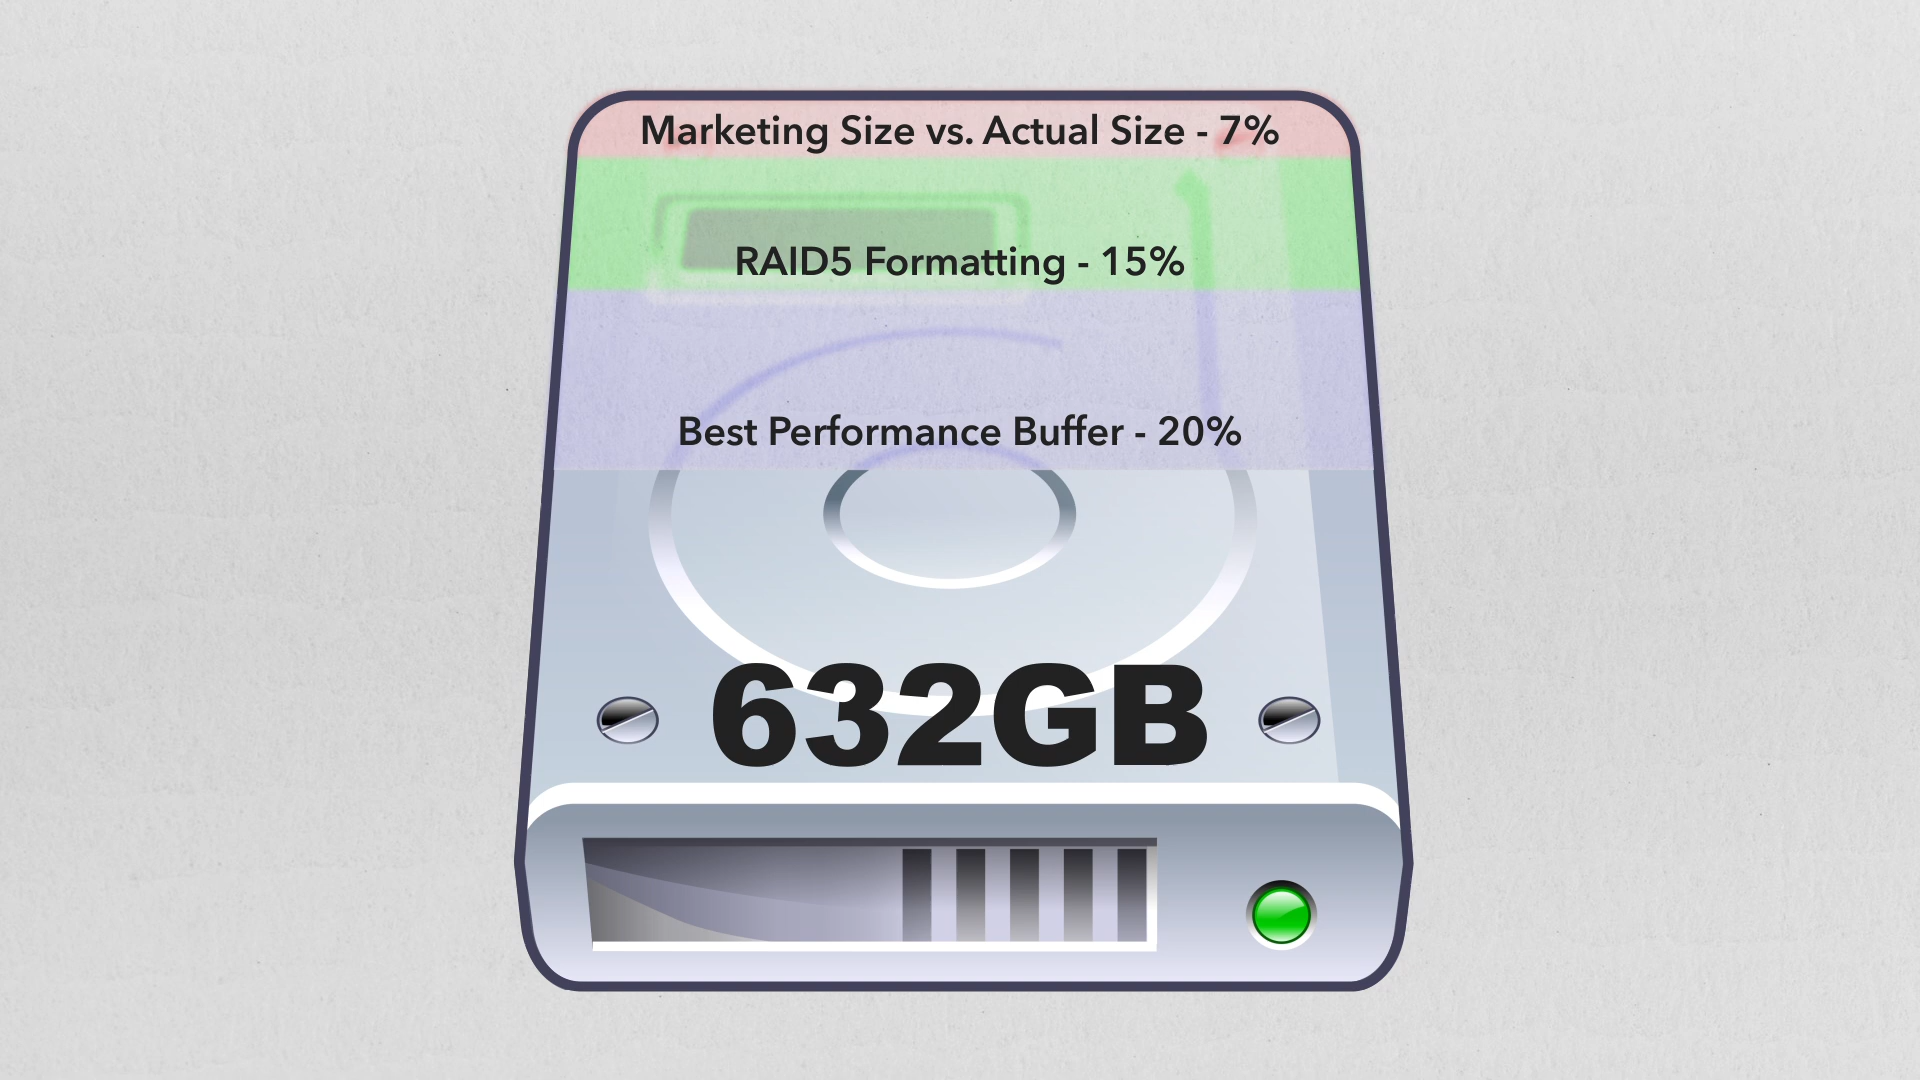 Marketing Size vs. Actual Size - 7%
RAID5 Formatting - 15%
Best Performance Buffer - 20%
632GB